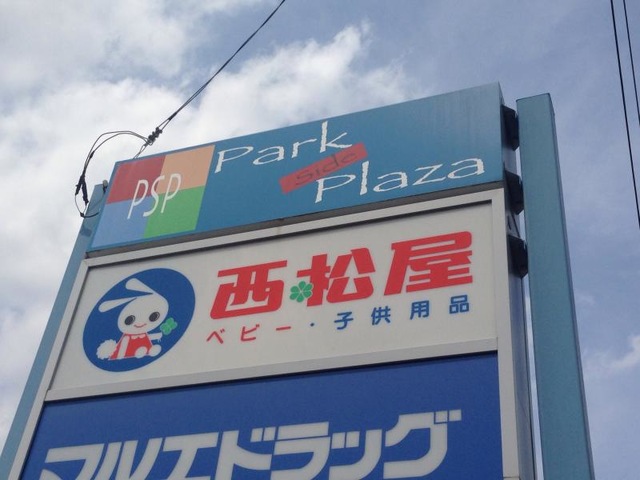 PSP
Park
Side
Plaza
西松屋
ベビー・子供用品
マルエドラッグ